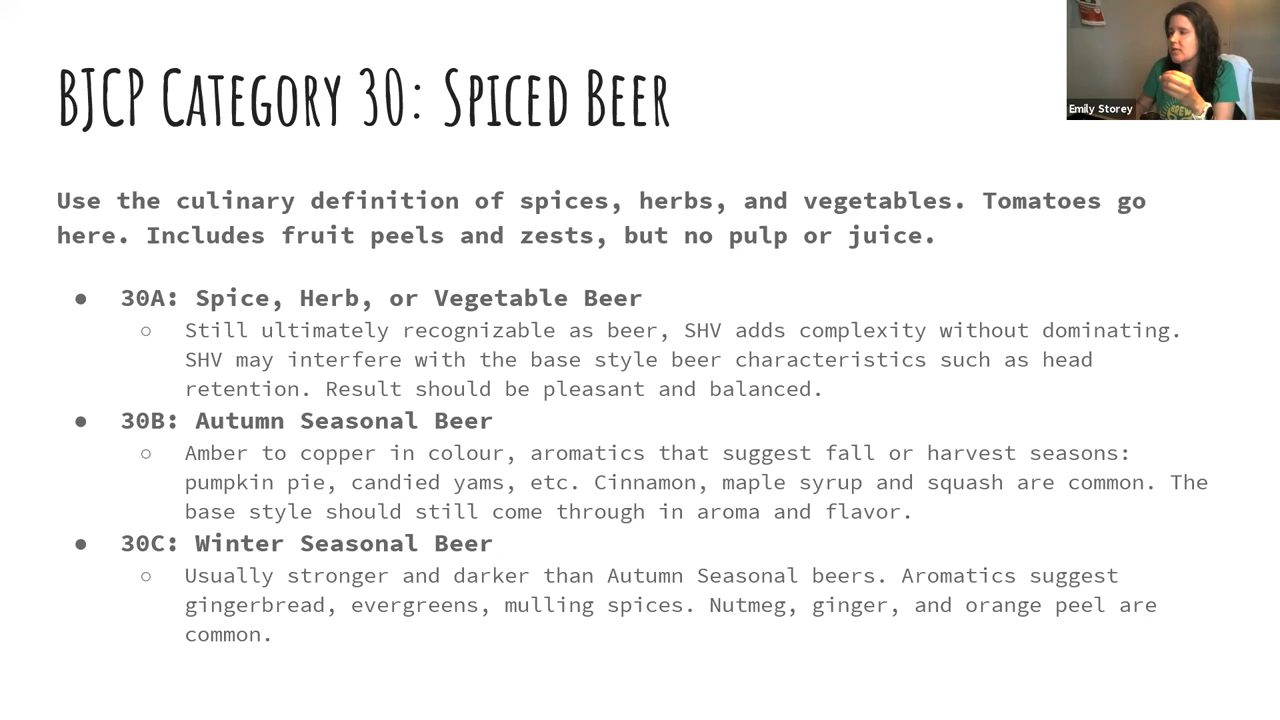 BJCP Category 30: Spiced Beer
Emily Storey
Use the culinary definition of spices, herbs, and vegetables. Tomatoes go
here. Includes fruit peels and zests, but no pulp or juice.
● 30A: Spice, Herb, or Vegetable Beer
○ Still ultimately recognizable as beer, SHV adds complexity without dominating.
SHV may interfere with the base style beer characteristics such as head
retention. Result should be pleasant and balanced.
● 30B: Autumn Seasonal Beer
○ Amber to copper in colour, aromatics that suggest fall or harvest seasons:
pumpkin pie, candied yams, etc. Cinnamon, maple syrup and squash are common. The
base style should still come through in aroma and flavor.
● 30C: Winter Seasonal Beer
○ Usually stronger and darker than Autumn Seasonal beers. Aromatics suggest
gingerbread, evergreens, mulling spices. Nutmeg, ginger, and orange peel are
common.